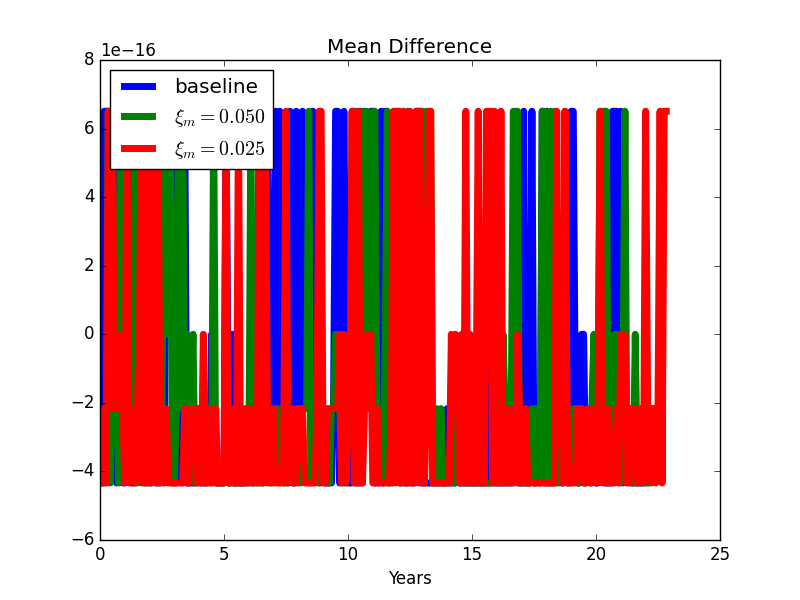 Mean Difference
1e−16
8
6
4
2
0
−2
−4
−6
baseline
ξm = 0.050
ξm = 0.025
0 5 10 15 20 25
Years